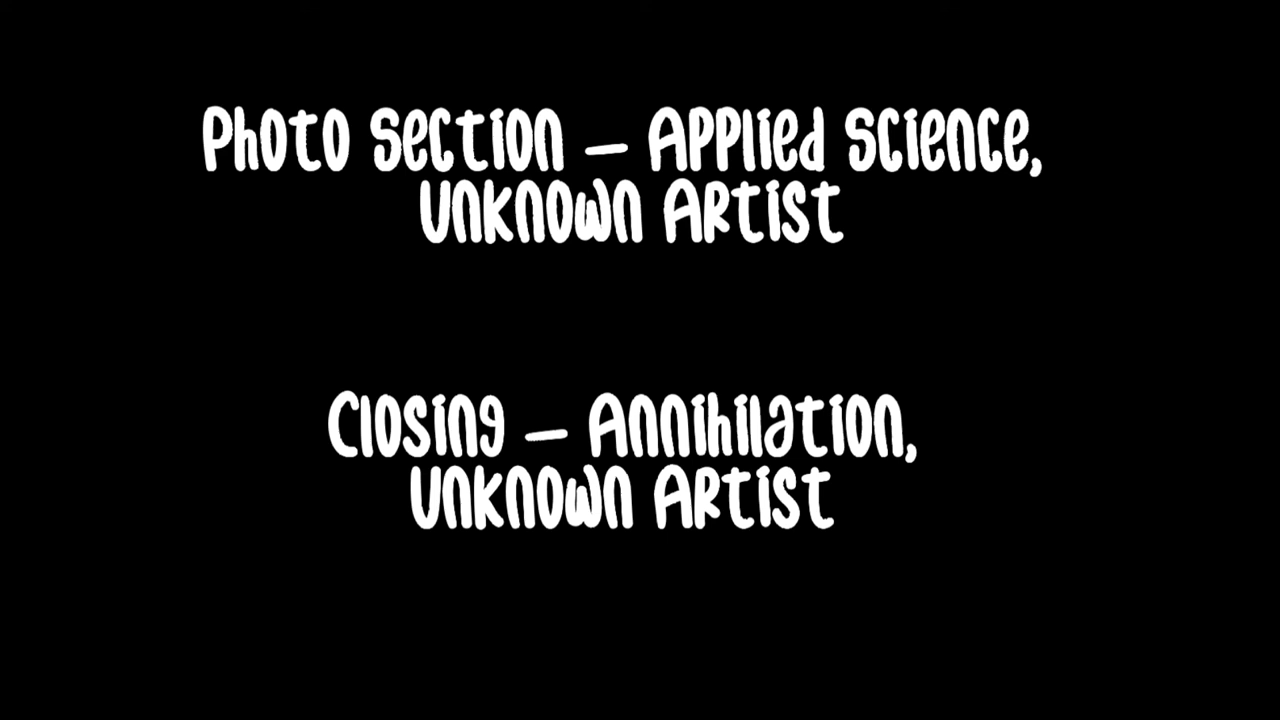 Photo Section – Applied Science,
Unknown Artist
Closing – Annihilation,
Unknown Artist